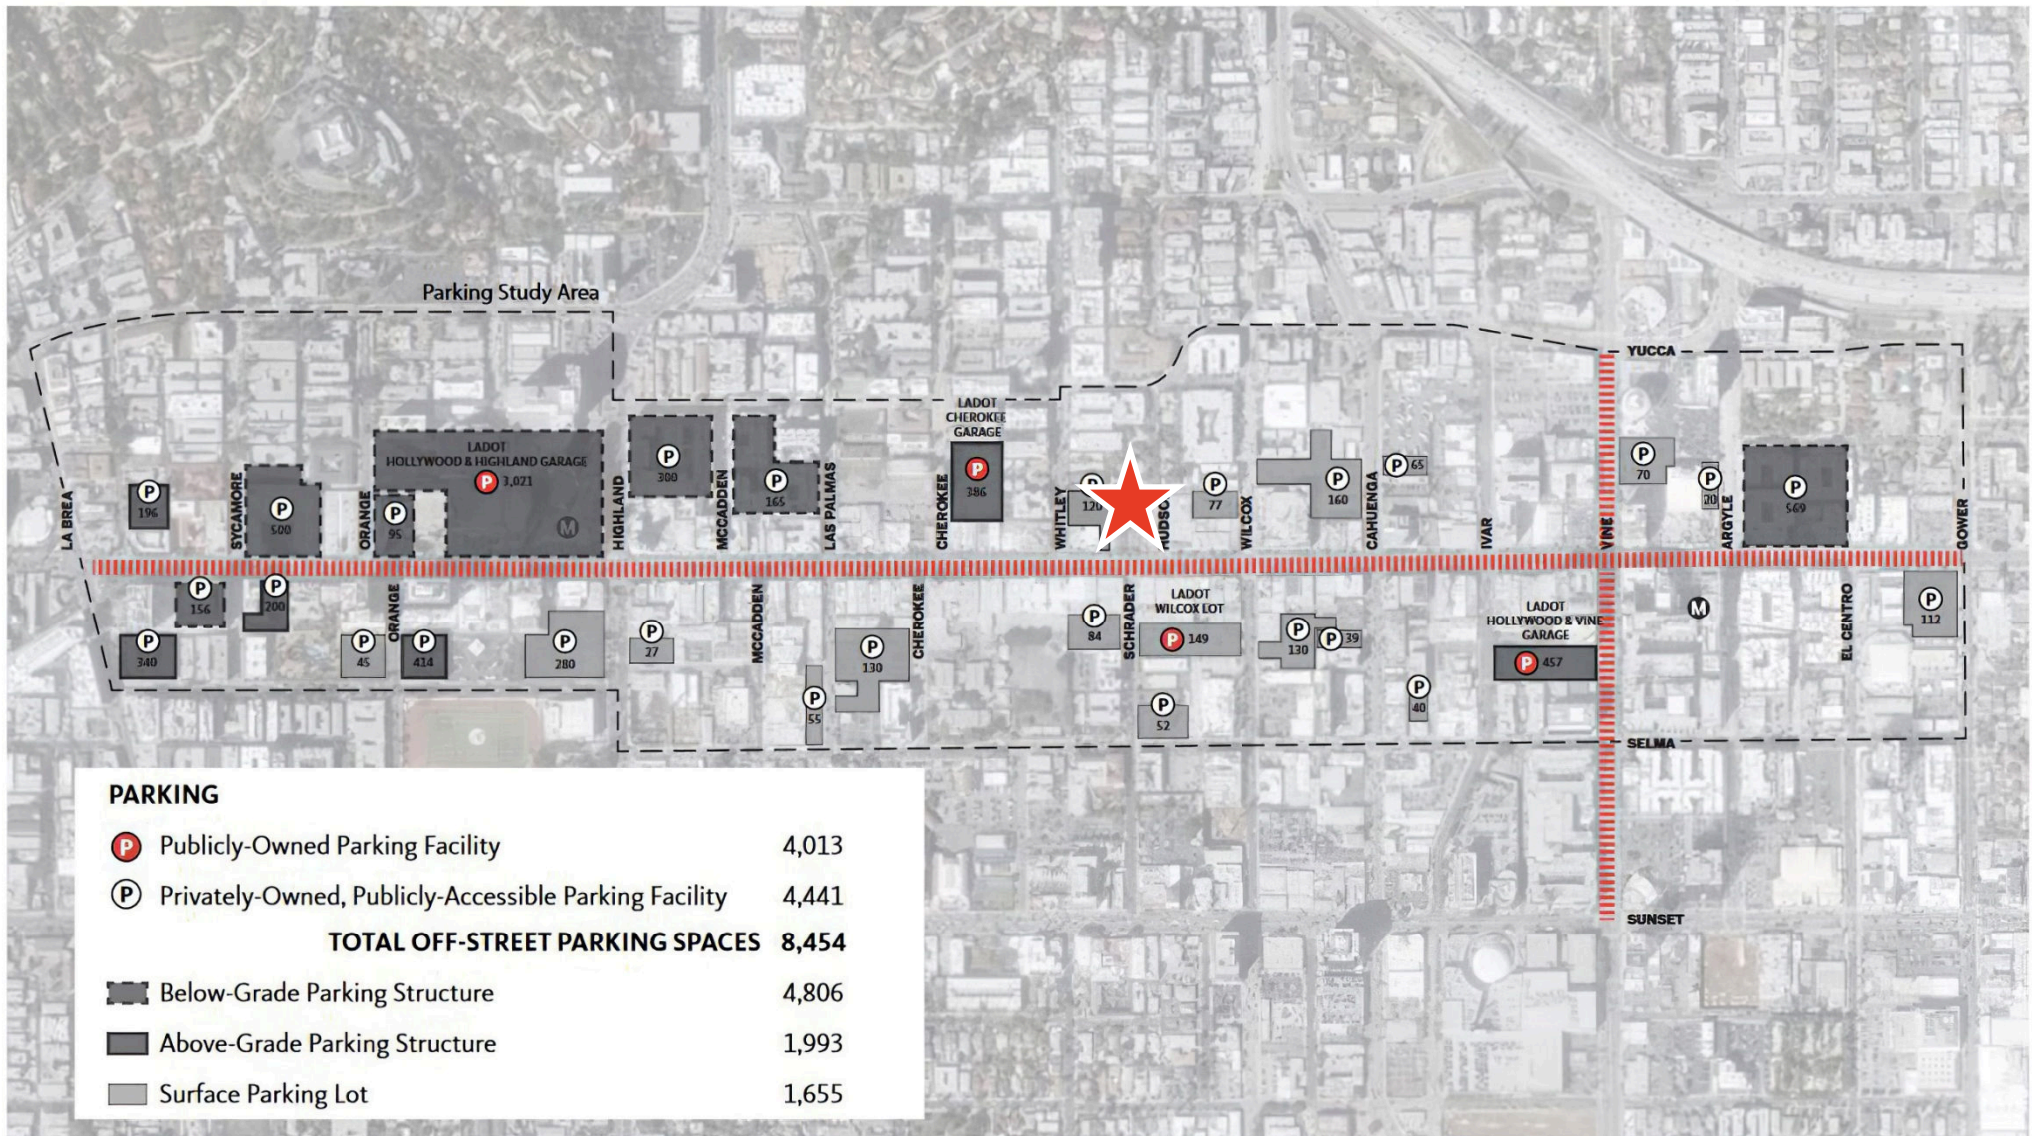 Parking Study Area
YUCCA
LADOT
CHEROKEE
GARAGE
P
386
LADOT
HOLLYWOOD & HIGHLAND GARAGE
P 3,021
M
P
300
P
165
P
196
P
500
P
95
P
120
P
77
P
160
P 65
P
70
P
20
P
569
LA BREA
SYCAMORE
ORANGE
HIGHLAND
MCCADDEN
LAS PALMAS
CHEROKEE
WHITLEY
WILCOX
CAHUENGA
IVAR
VINE
ARGYLE
GOWER
P
156
P
200
P
340
P
45
ORANGE
P
414
P
280
P
27
MCCADDEN
P
55
P
130
CHEROKEE
P
84
SCHRADER
LADOT
WILCOX LOT
P 149
P
52
P
130
P 39
P
40
LADOT
HOLLYWOOD & VINE
GARAGE
P 457
M
EL CENTRO
P
112
SELMA
SUNSET
PARKING
P Publicly-Owned Parking Facility 4,013
P Privately-Owned, Publicly-Accessible Parking Facility 4,441
TOTAL OFF-STREET PARKING SPACES 8,454
Below-Grade Parking Structure 4,806
Above-Grade Parking Structure 1,993
Surface Parking Lot 1,655